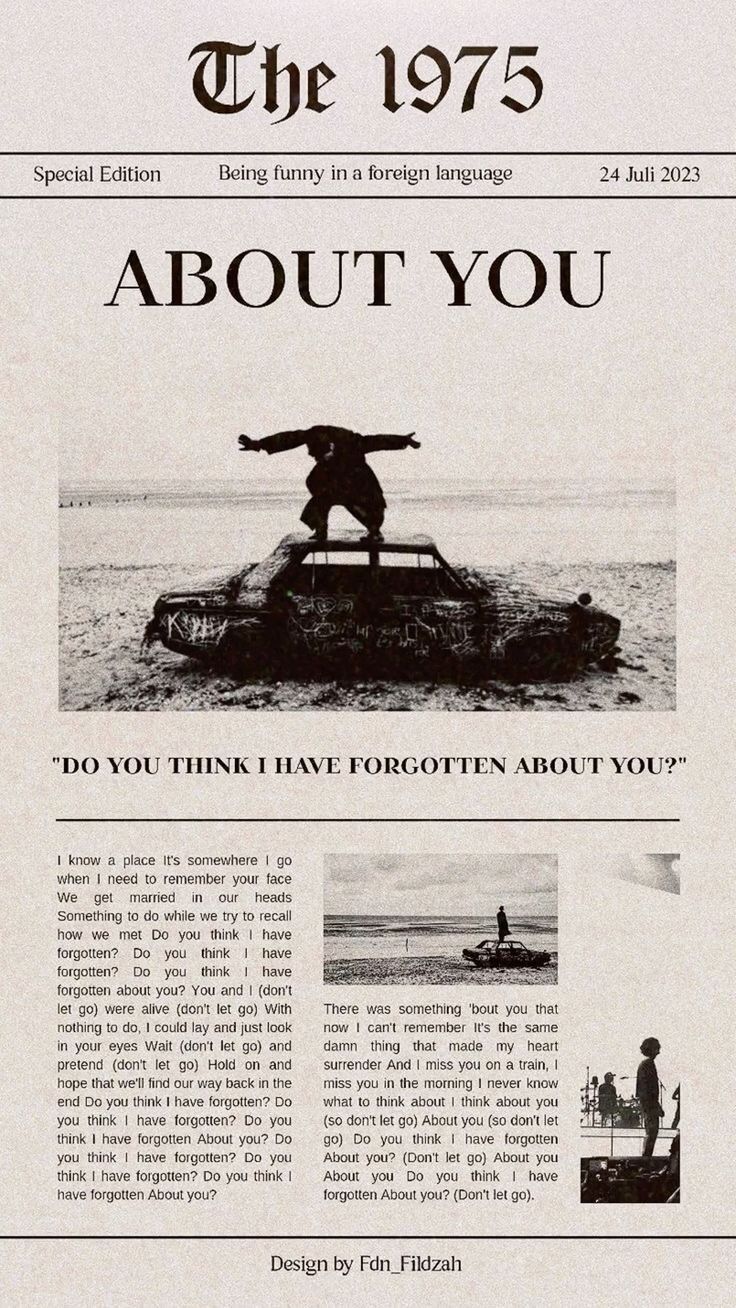 The 1975
Special Edition
Being funny in a foreign language
24 Juli 2023
ABOUT YOU
"DO YOU THINK I HAVE FORGOTTEN ABOUT YOU?"
I know a place It's somewhere I go
when I need to remember your face
We get married in our heads
Something to do while we try to recall
how we met Do you think I have
forgotten? Do you think I have
forgotten? Do you think I have
forgotten about you? You and I (don't
let go) were alive (don't let go) With
nothing to do, I could lay and just look
in your eyes Wait (don't let go) and
pretend (don't let go) Hold on and
hope that we'll find our way back in the
end Do you think I have forgotten? Do
you think I have forgotten? Do you
think I have forgotten About you? Do
you think I have forgotten? Do you
think I have forgotten? Do you think I
have forgotten About you?
There was something 'bout you that
now I can't remember It's the same
damn thing that made my heart
surrender And I miss you on a train, I
miss you in the morning I never know
what to think about I think about you
(so don't let go) About you (so don't let
go) Do you think I have forgotten
About you? (Don't let go) About you
About you Do you think I have
forgotten About you? (Don't let go).
Design by Fdn_Fildzah